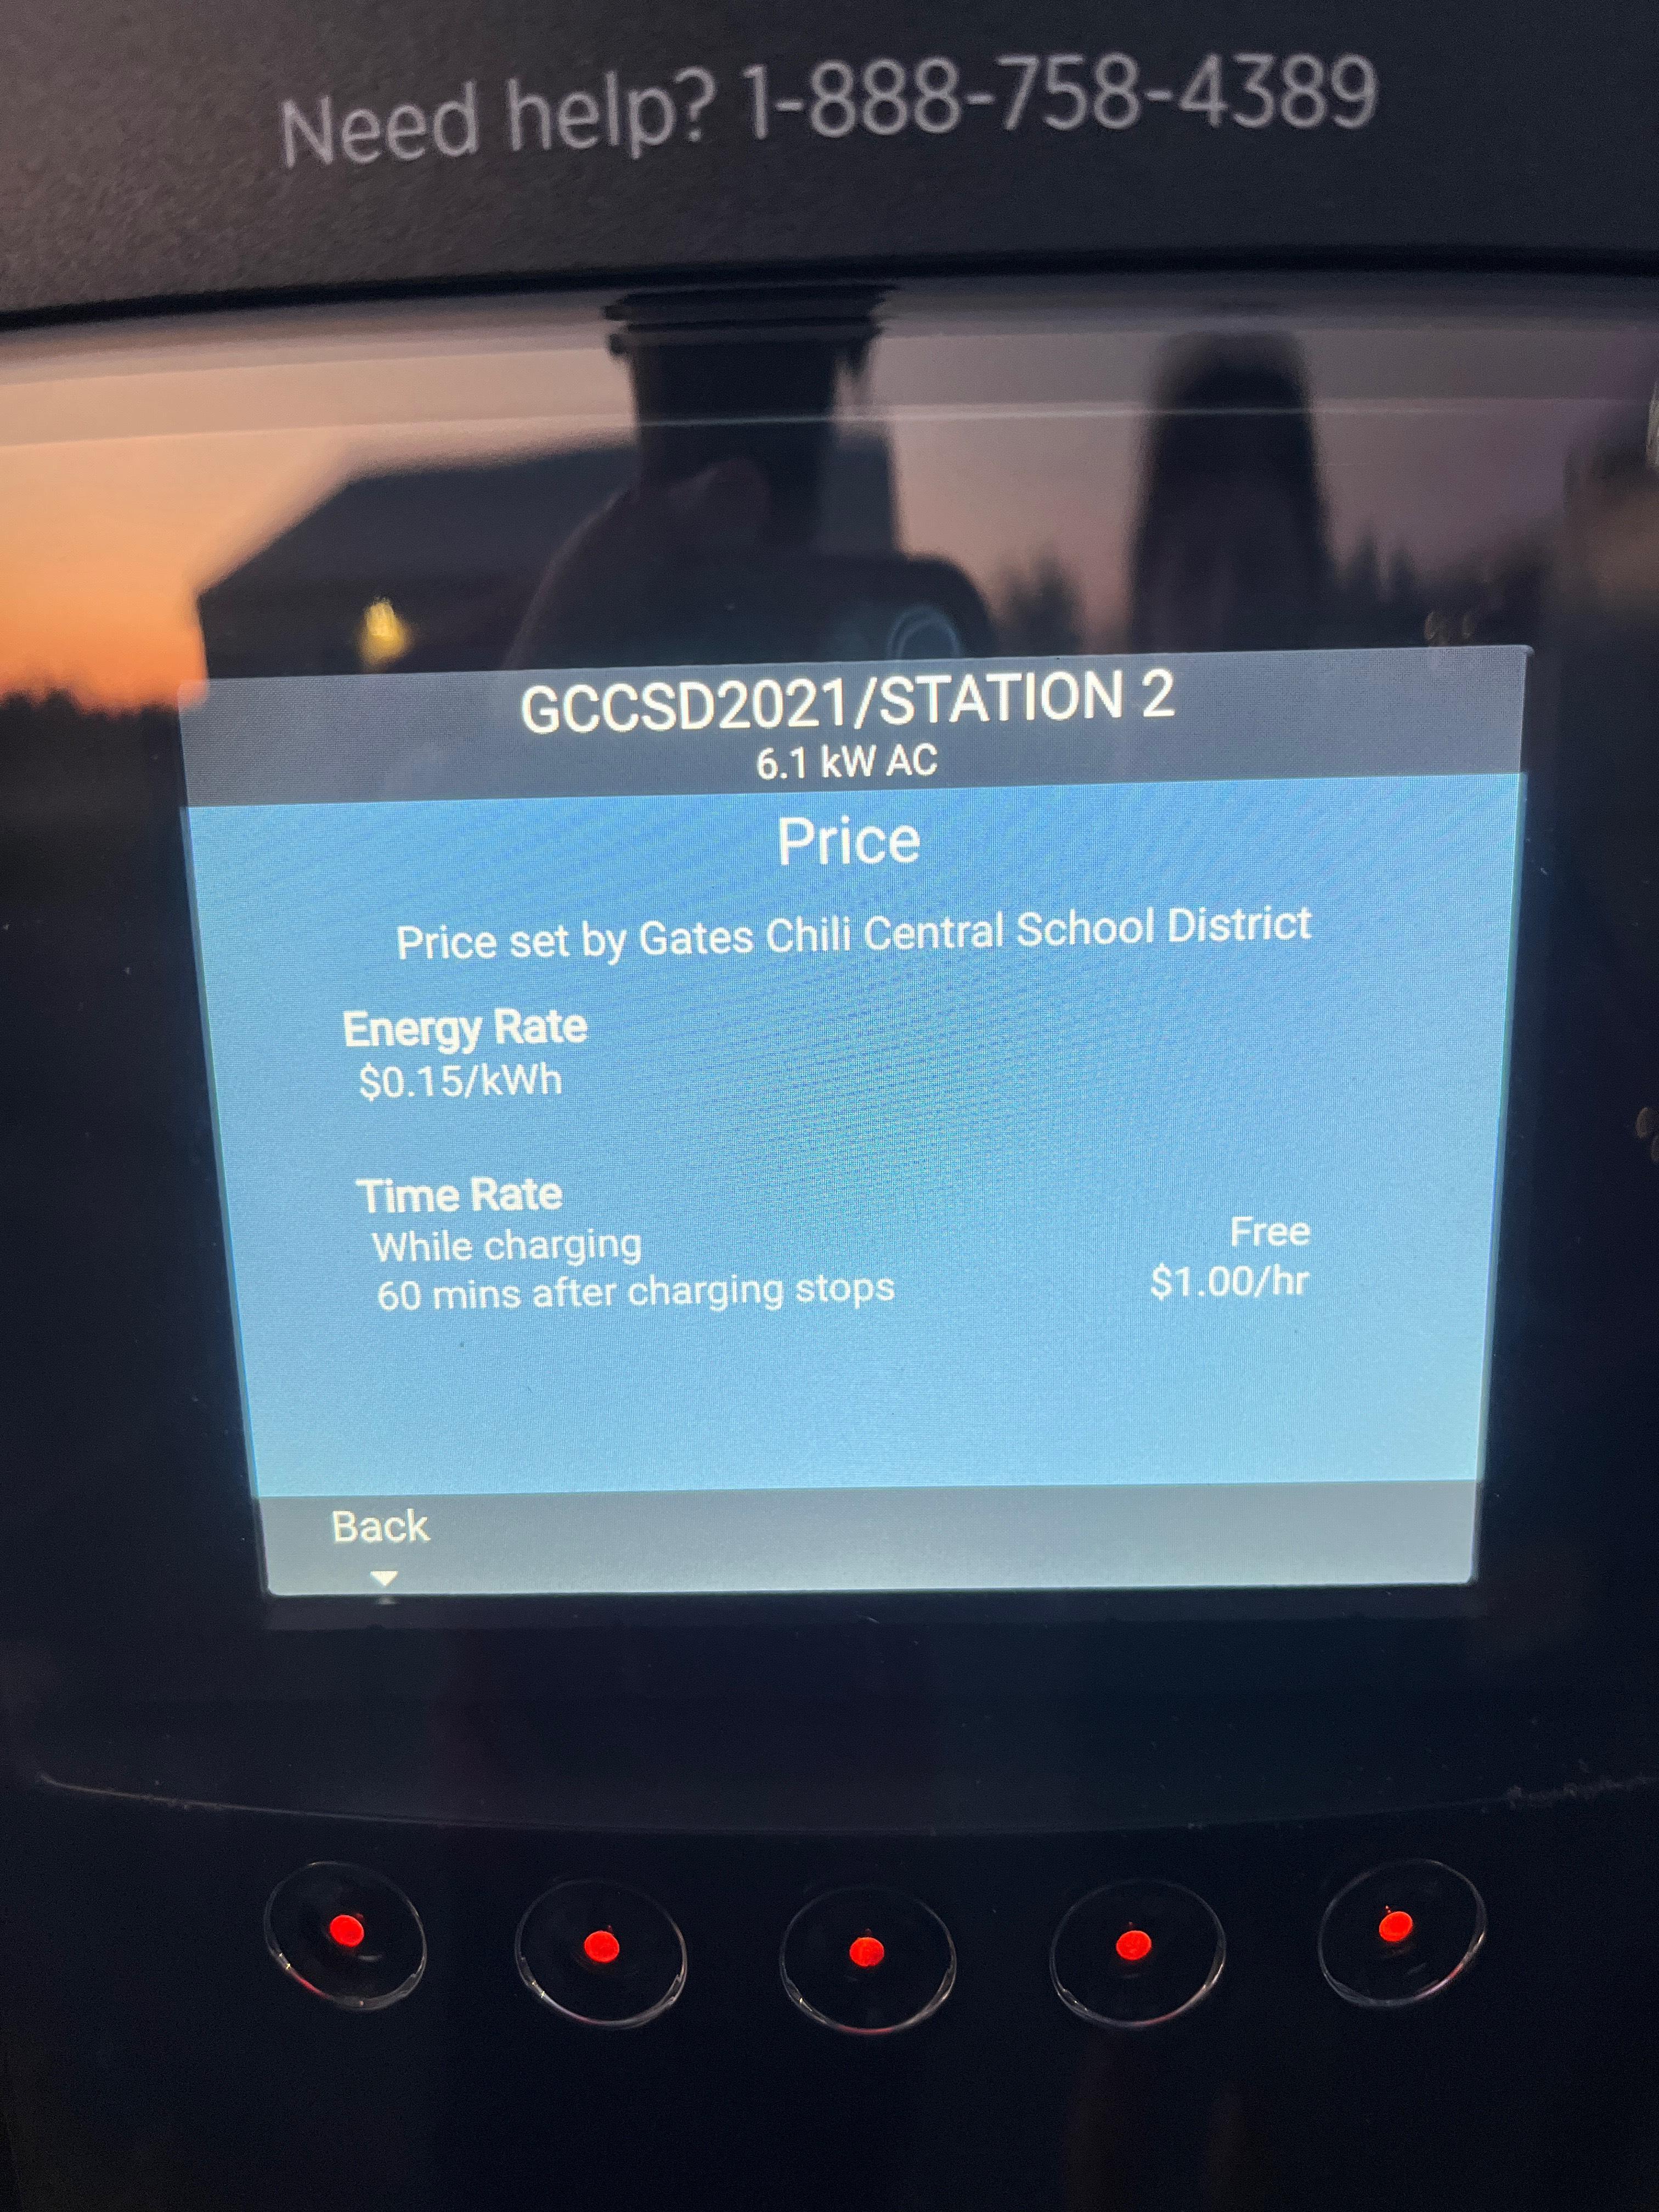 Need help? 1-888-758-4389
GCCSD2021/STATION 2
6.1 kW AC
Price
Price set by Gates Chili Central School District
Energy Rate
$0.15/kWh
Time Rate
While charging Free
60 mins after charging stops $1.00/hr
Back